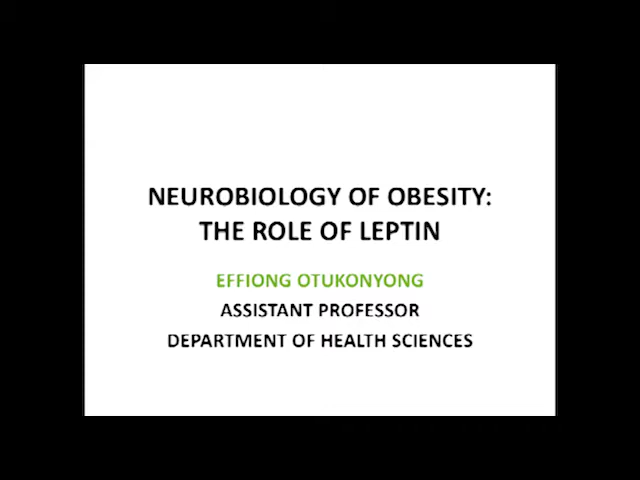 NEUROBIOLOGY OF OBESITY:
THE ROLE OF LEPTIN
EFFIONG OTUKONYONG
ASSISTANT PROFESSOR
DEPARTMENT OF HEALTH SCIENCES